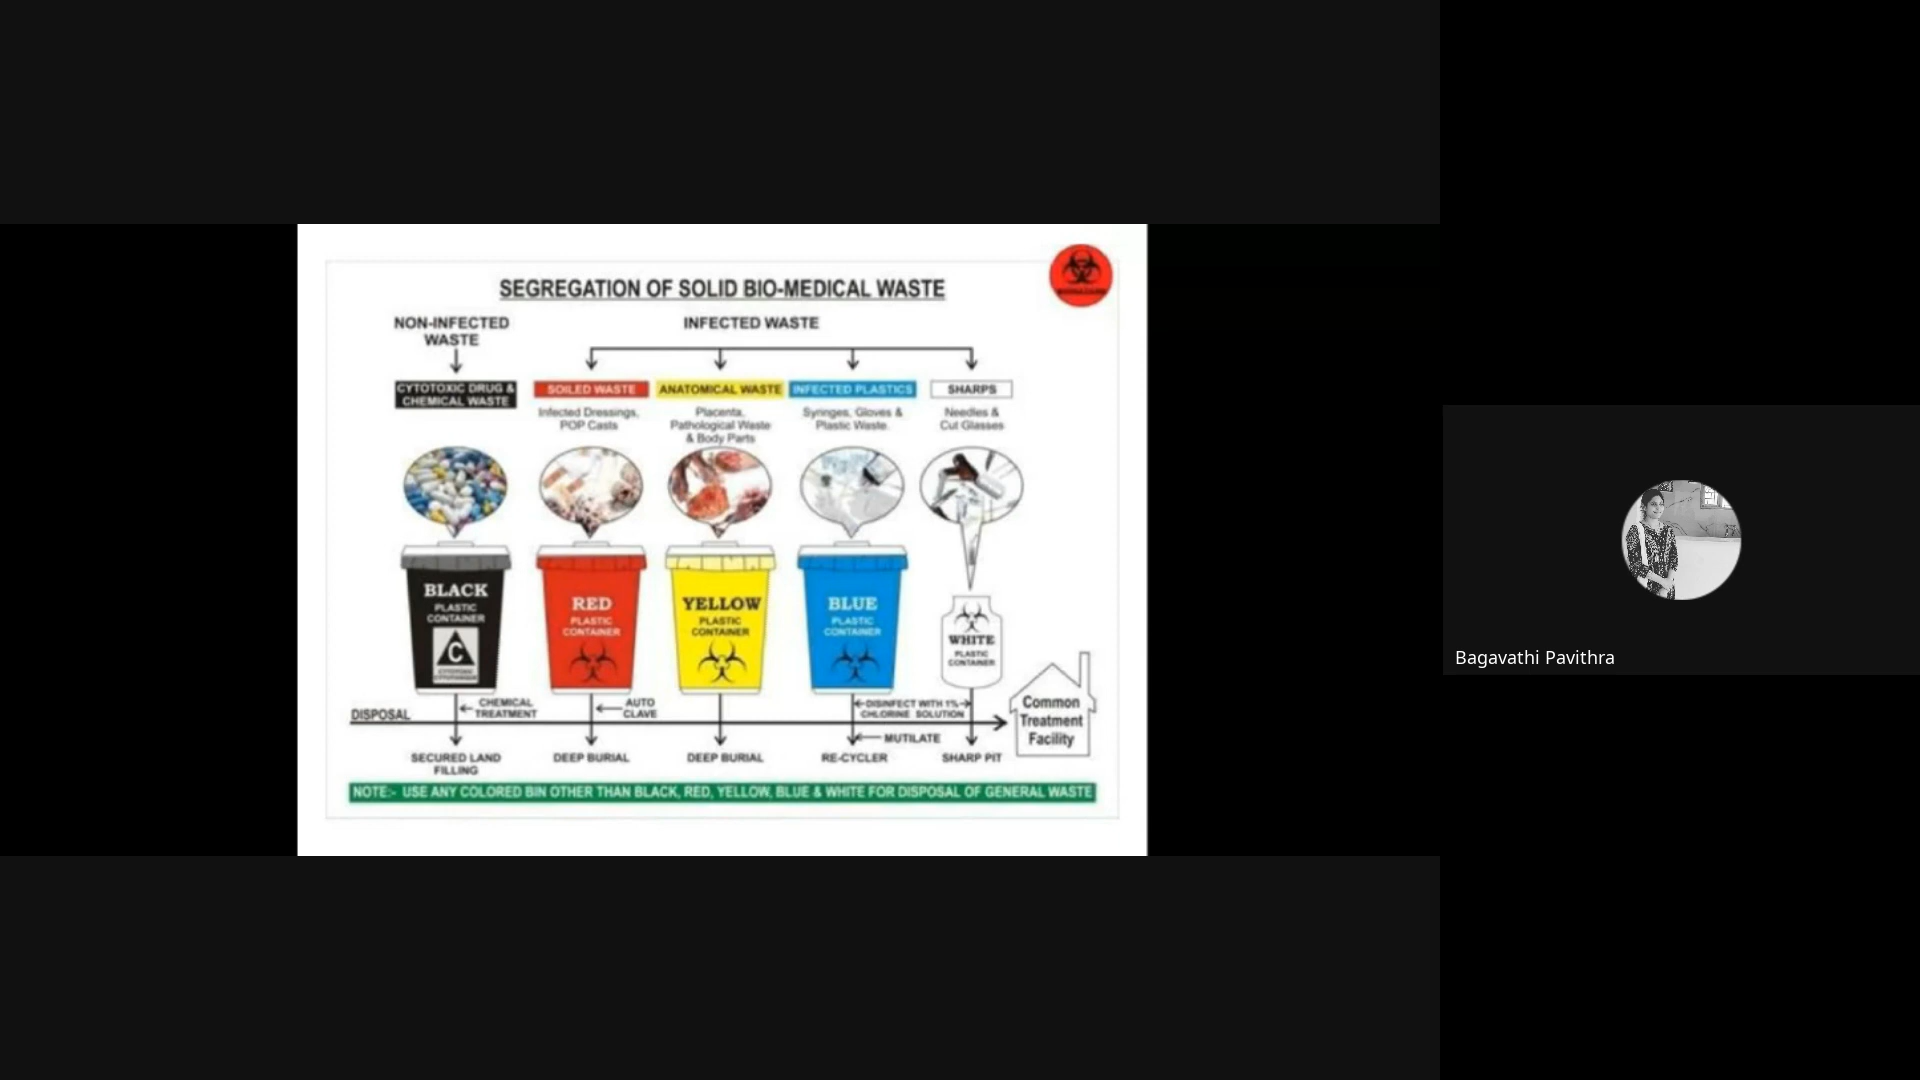 SEGREGATION OF SOLID BIO-MEDICAL WASTE
NON-INFECTED
WASTE
INFECTED WASTE
CYTOTOXIC DRUG &
CHEMICAL WASTE
SOILED WASTE
Infected Dressings,
POP Casts
ANATOMICAL WASTE
Placenta,
Pathological Waste
& Body Parts
INFECTED PLASTICS
Syringes, Gloves &
Plastic Waste.
SHARPS
Needles &
Cut Glasses
BLACK
PLASTIC
CONTAINER
C
RED
PLASTIC
CONTAINER
YELLOW
PLASTIC
CONTAINER
BLUE
PLASTIC
CONTAINER
WHITE
PLASTIC
CONTAINER
DISPOSAL
CHEMICAL
TREATMENT
AUTO
CLAVE
DISINFECT WITH 1%
CHLORINE SOLUTION
MUTILATE
Common
Treatment
Facility
SECURED LAND
FILLING
DEEP BURIAL
DEEP BURIAL
RE-CYCLER
SHARP PIT
NOTE:- USE ANY COLORED BIN OTHER THAN BLACK, RED, YELLOW, BLUE & WHITE FOR DISPOSAL OF GENERAL WASTE
Bagavathi Pavithra